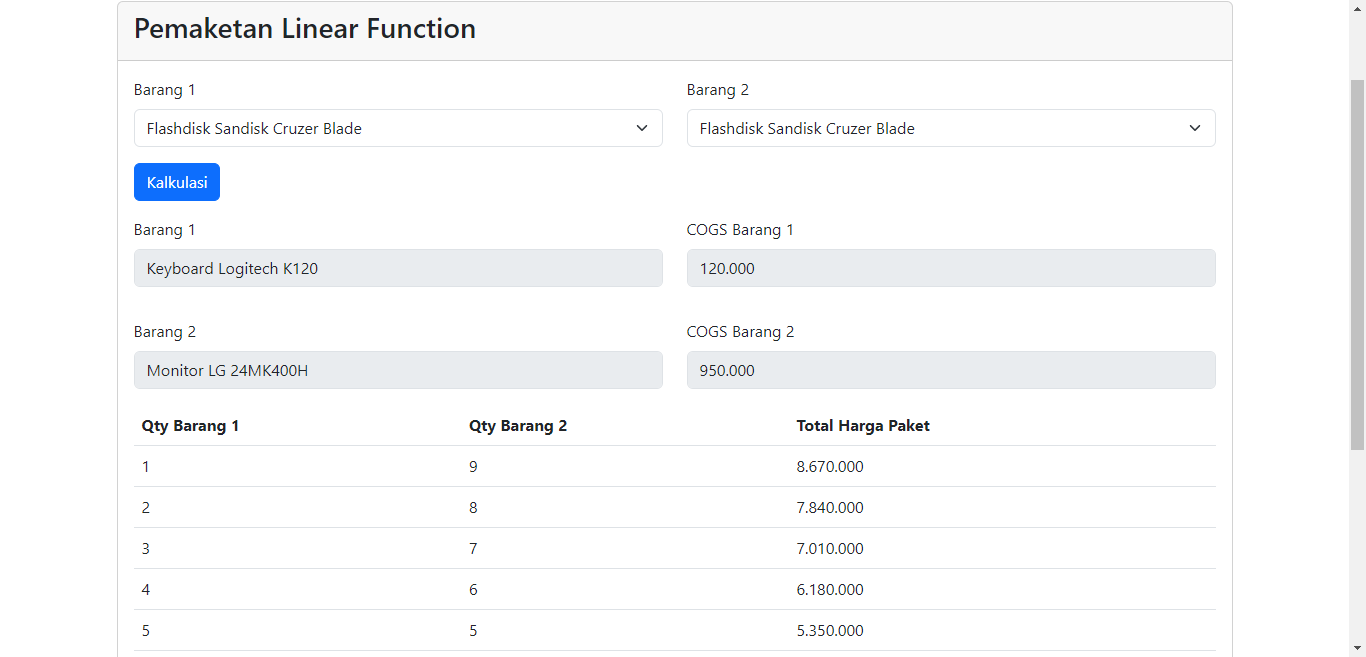 Pemaketan Linear Function
Barang 1
Barang 2
Flashdisk Sandisk Cruzer Blade
Flashdisk Sandisk Cruzer Blade
Kalkulasi
Barang 1
COGS Barang 1
Keyboard Logitech K120
120.000
Barang 2
COGS Barang 2
Monitor LG 24MK400H
950.000
Qty Barang 1 Qty Barang 2 Total Harga Paket
1 9 8.670.000
2 8 7.840.000
3 7 7.010.000
4 6 6.180.000
5 5 5.350.000